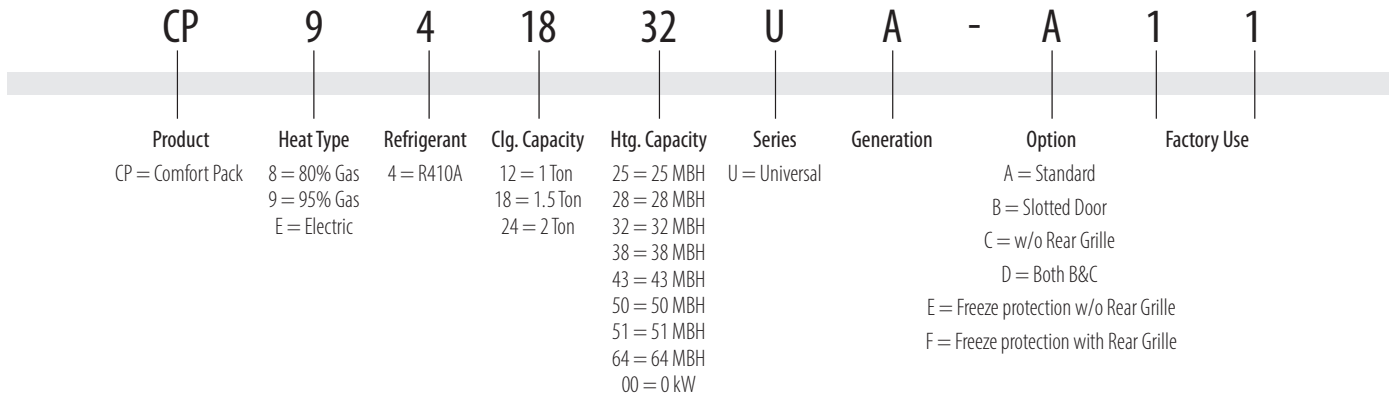 CP 9 4 18 32 U A - A 1 1
Product Heat Type Refrigerant Clg. Capacity Htg. Capacity Series Generation Option Factory Use
CP = Comfort Pack 8 = 80% Gas 4 = R410A 12 = 1 Ton 25 = 25 MBH U = Universal A = Standard
9 = 95% Gas 18 = 1.5 Ton 28 = 28 MBH
B = Slotted Door
E = Electric 24 = 2 Ton 32 = 32 MBH
C = w/o Rear Grille
38 = 38 MBH
D = Both B&C
43 = 43 MBH
50 = 50 MBH E = Freeze protection w/o Rear Grille
51 = 51 MBH
F = Freeze protection with Rear Grille
64 = 64 MBH
00 = 0 kW